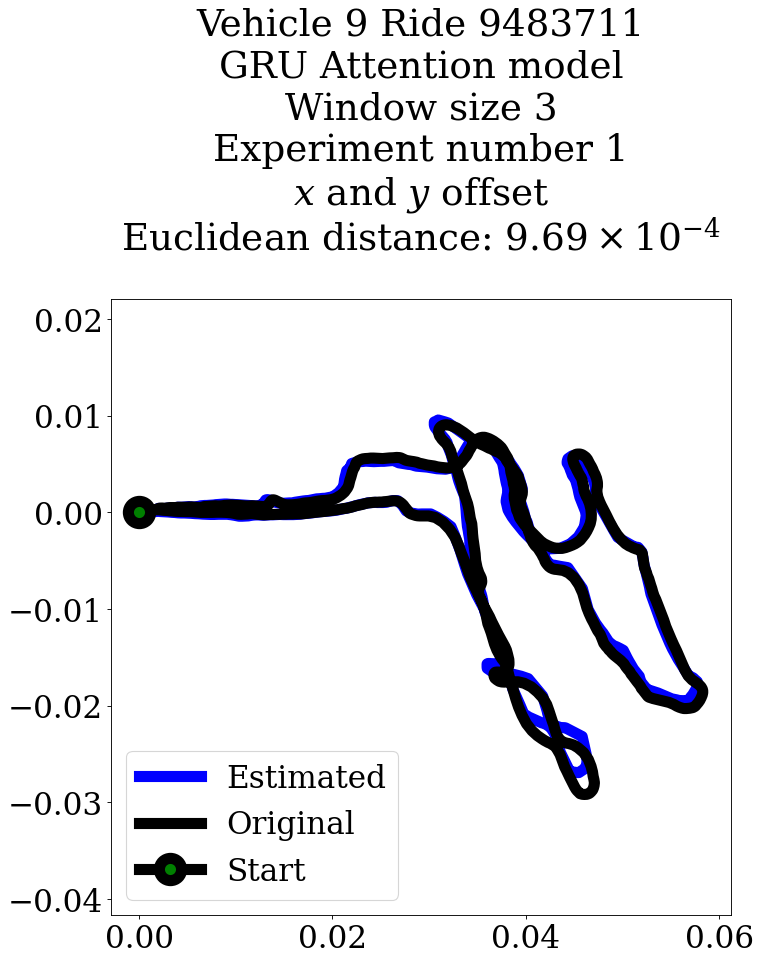 Vehicle 9 Ride 9483711
GRU Attention model
Window size 3
Experiment number 1
x and y offset
Euclidean distance: 9.69 × 10⁻⁴
0.02
0.01
0.00
−0.01
−0.02
−0.03
−0.04
Estimated
Original
Start
0.00 0.02 0.04 0.06